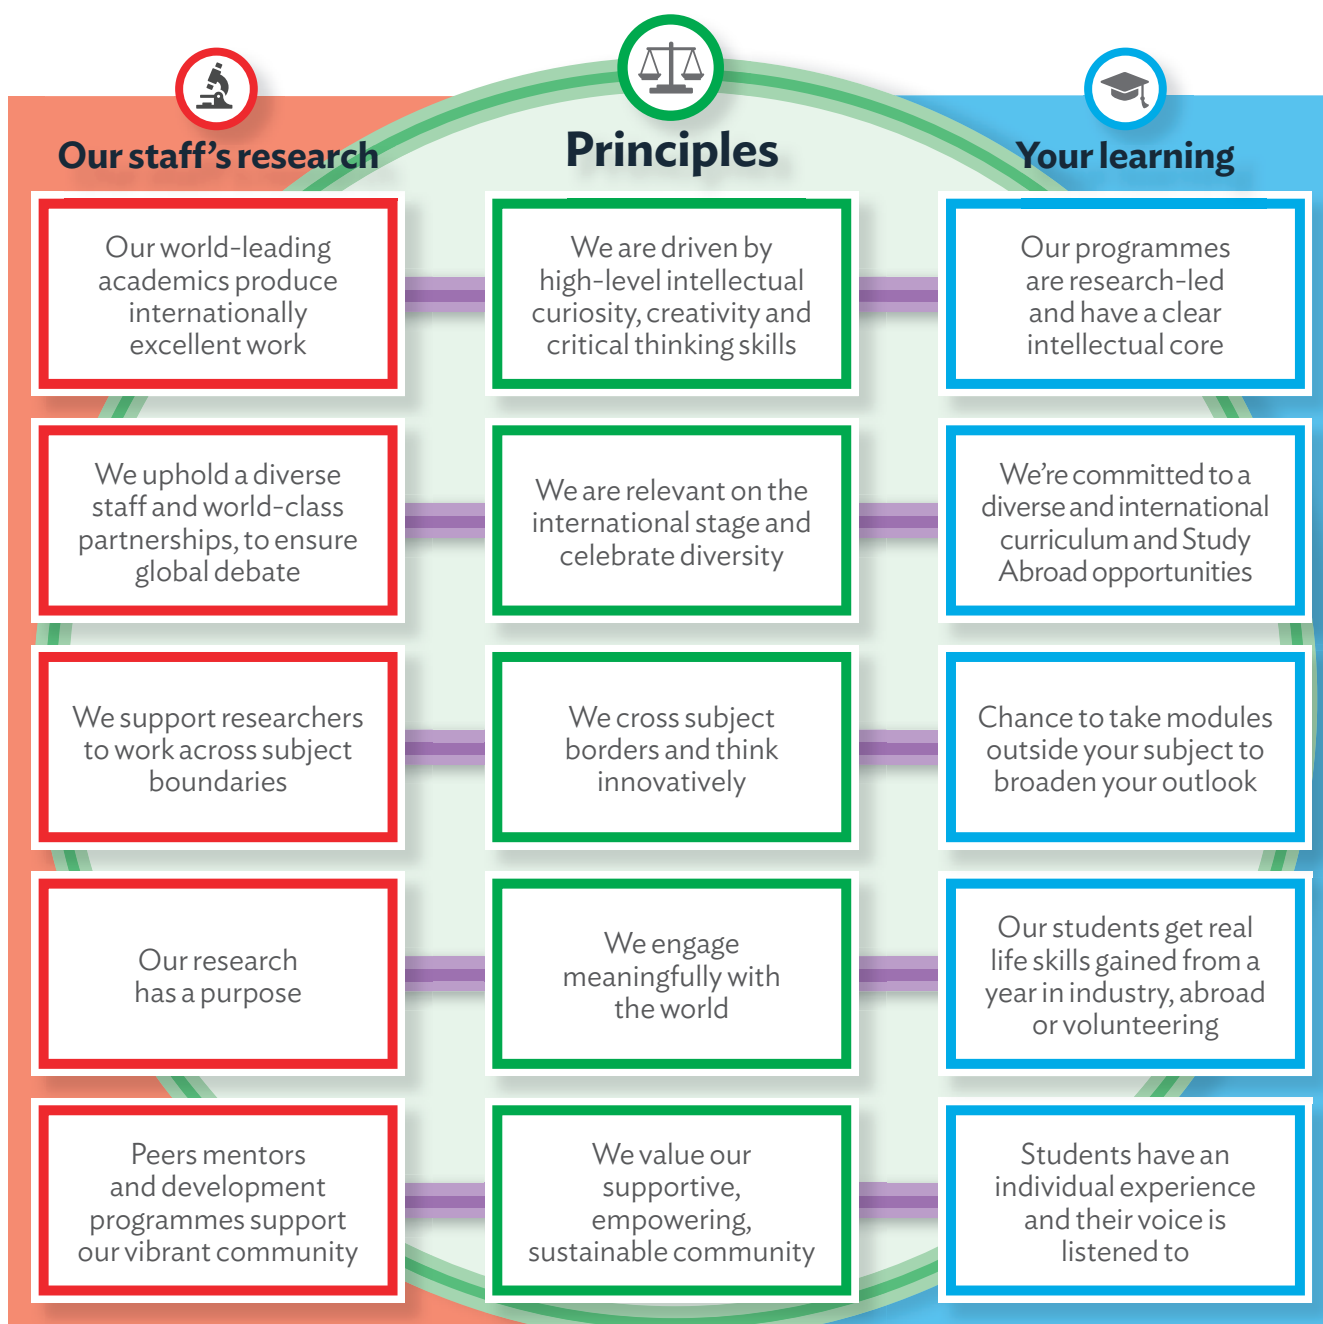 Our staff's research
Principles
Your learning
Our world-leading
academics produce
internationally
excellent work
We are driven by
high-level intellectual
curiosity, creativity and
critical thinking skills
Our programmes
are research-led
and have a clear
intellectual core
We uphold a diverse
staff and world-class
partnerships, to ensure
global debate
We are relevant on the
international stage and
celebrate diversity
We're committed to a
diverse and international
curriculum and Study
Abroad opportunities
We support researchers
to work across subject
boundaries
We cross subject
borders and think
innovatively
Chance to take modules
outside your subject to
broaden your outlook
Our research
has a purpose
We engage
meaningfully with
the world
Our students get real
life skills gained from a
year in industry, abroad
or volunteering
Peers mentors
and development
programmes support
our vibrant community
We value our
supportive,
empowering,
sustainable community
Students have an
individual experience
and their voice is
listened to